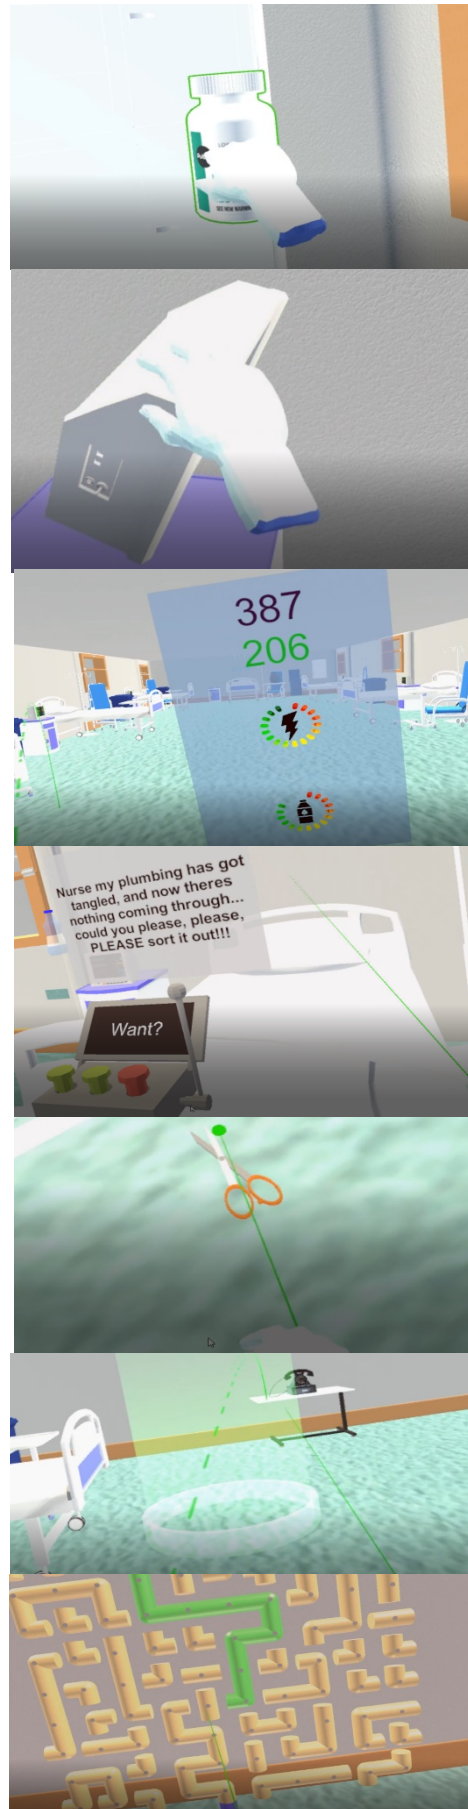 387
206
Nurse my plumbing has got
tangled, and now theres
nothing coming through...
could you please, please,
PLEASE sort it out!!!
Want?